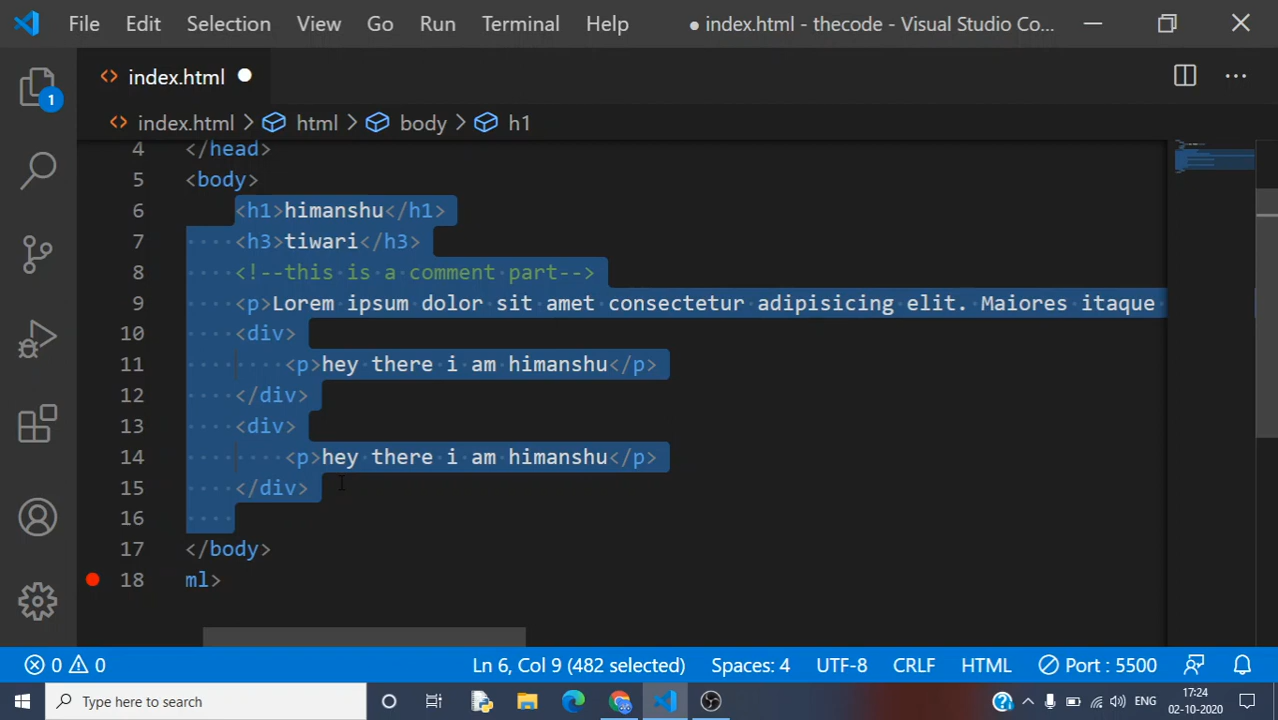 File Edit Selection View Go Run Terminal Help ● index.html - thecode - Visual Studio Co...
index.html
index.html > html > body > h1
1
4 </head>
5 <body>
6 <h1>himanshu</h1>
7 <h3>tiwari</h3>
8 <!--this is a comment part-->
9 <p>Lorem ipsum dolor sit amet consectetur adipisicing elit. Maiores itaque
10 <div>
11 <p>hey there i am himanshu</p>
12 </div>
13 <div>
14 <p>hey there i am himanshu</p>
15 </div>
16
17 </body>
18 ml>
0 0 Ln 6, Col 9 (482 selected) Spaces: 4 UTF-8 CRLF HTML Port : 5500
Type here to search ENG 17:24
02-10-2020